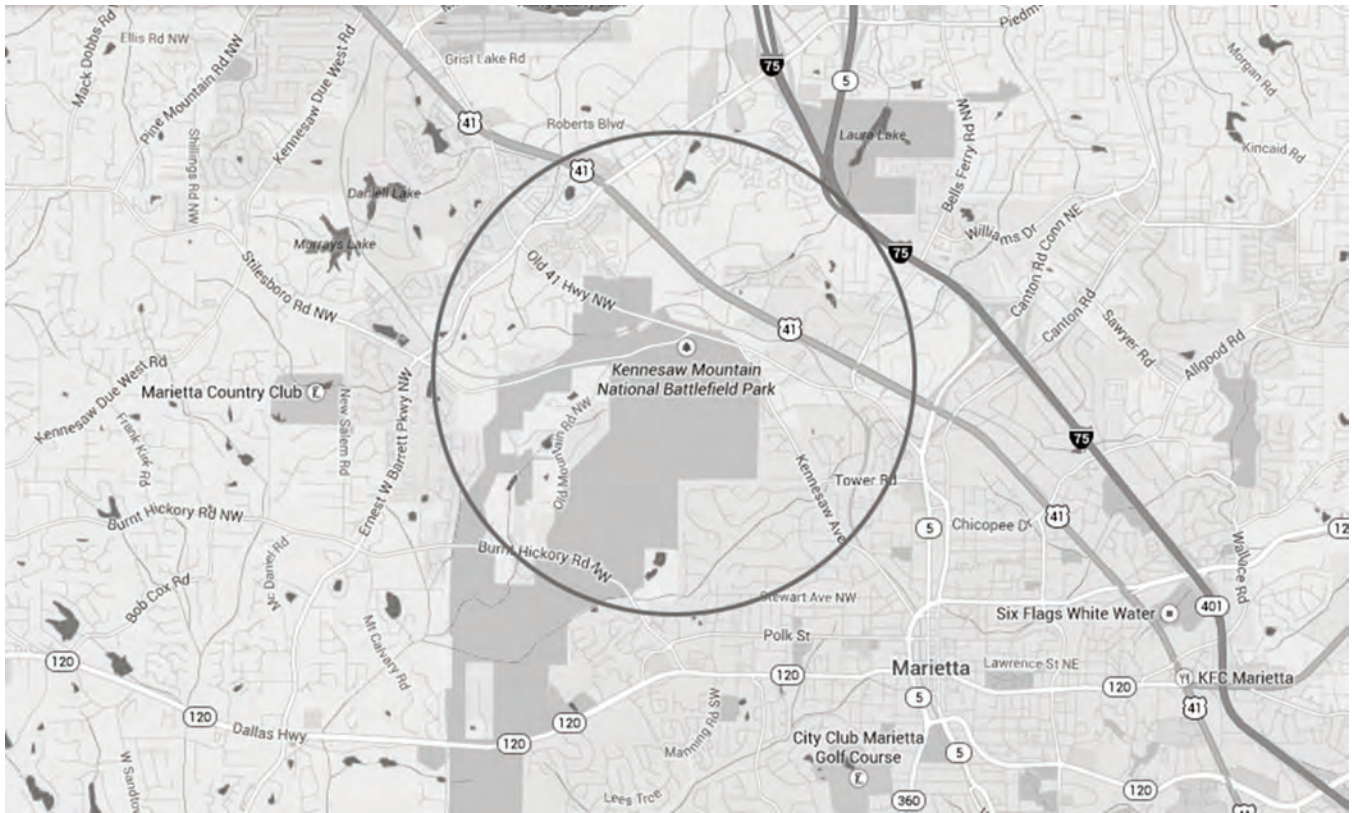 Mack Dobbs Rd
Ellis Rd NW
Pine Mountain Rd NW
Kennesaw Due West Rd
Shillings Rd NW
Grist Lake Rd
41
Roberts Blvd
41
75
5
Piedm
Morgan Rd
Kincaid Rd
Laura Lake
Bells Ferry Rd NW
Daniell Lake
Murrays Lake
Williams Dr
75
Canton Rd Conn NE
Canton Rd
Stilesboro Rd NW
Old 41 Hwy NW
41
Sawyer Rd
Allgood Rd
Kennesaw Mountain
National Battlefield Park
Kennesaw Due West Rd
Marietta Country Club
New Salem Rd
Frank Kirk Rd
Ernest W Barrett Pkwy NW
Old Mountain Rd NW
75
Kennesaw Ave
Tower Rd
5
Chicopee Dr
41
Burnt Hickory Rd NW
Burnt Hickory Rd NW
Mc Daniel Rd
Bob Cox Rd
Mt Calvary Rd
Stewart Ave NW
Wallace Rd
12
Six Flags White Water
401
Polk St
120
120
Marietta
Lawrence St NE
120
KFC Marietta
5
41
120
Dallas Hwy
120
120
Manning Rd SW
City Club Marietta
Golf Course
5
W Sandtow
Lees Trce
360
120
41